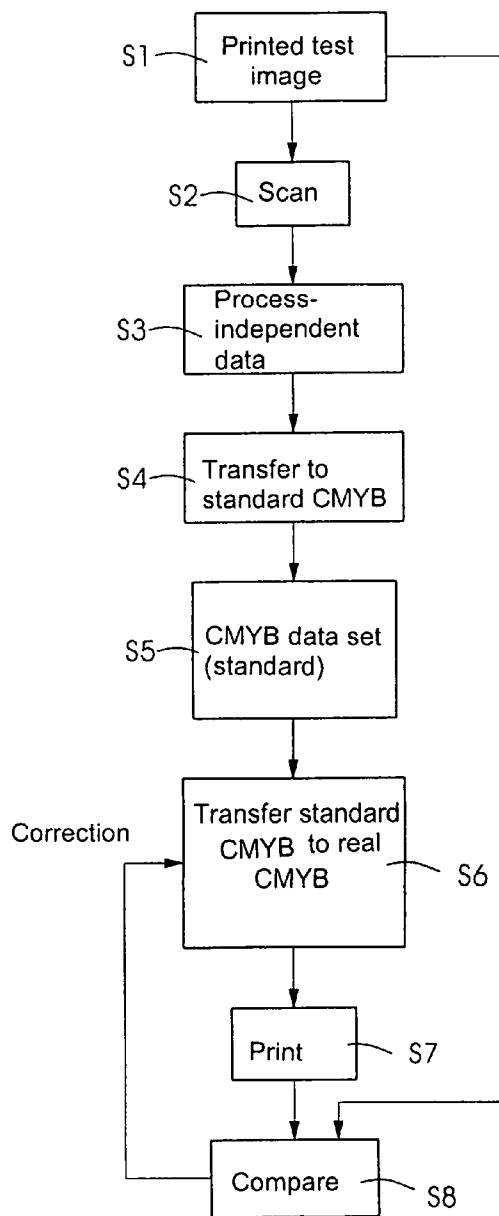 S1
Printed test
image
S2
Scan
S3
Process-
independent
data
S4
Transfer to
standard CMYB
S5
CMYB data set
(standard)
Correction
Transfer standard
CMYB to real
CMYB
S6
Print
S7
Compare
S8